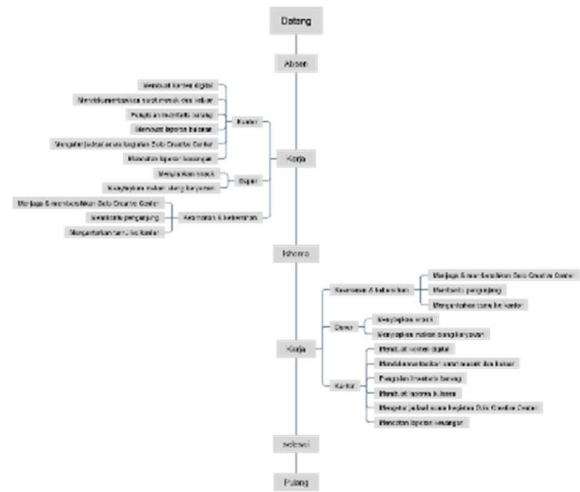 Datang
Absen
Membuat konten digital
Mendokumentasikan surat masuk dan keluar
Pengisian inventaris barang
Membuat laporan bulanan
Mengatur jadwal acara kegiatan Solo Creative Center
Mencatat laporan keuangan
Kantor
Kerja
Menyiapkan snack
Menyiapkan makan siang karyawan
Dapur
Menjaga & membersihkan Solo Creative Center
Membantu pengunjung
Mengantarkan tamu ke kantor
Keamanan & kebersihan
Ishoma
Menjaga & membersihkan Solo Creative Center
Keamanan & kebersihan
Membantu pengunjung
Mengantarkan tamu ke kantor
Menyiapkan snack
Dapur
Menyiapkan makan siang karyawan
Kerja
Membuat konten digital
Mendokumentasikan surat masuk dan keluar
Pengisian inventaris barang
Kantor
Membuat laporan bulanan
Mengatur jadwal acara kegiatan Solo Creative Center
Mencatat laporan keuangan
selesai
Pulang